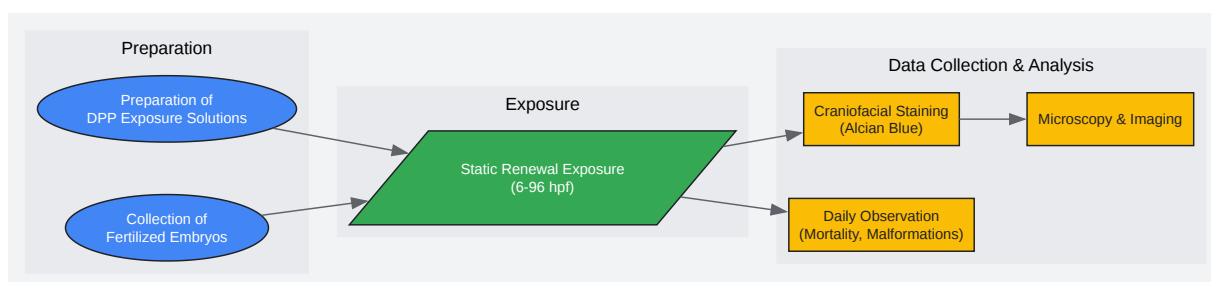 Preparation
Preparation of
DPP Exposure Solutions
Collection of
Fertilized Embryos
Exposure
Static Renewal Exposure
(6-96 hpf)
Data Collection & Analysis
Craniofacial Staining
(Alcian Blue)
Microscopy & Imaging
Daily Observation
(Mortality, Malformations)